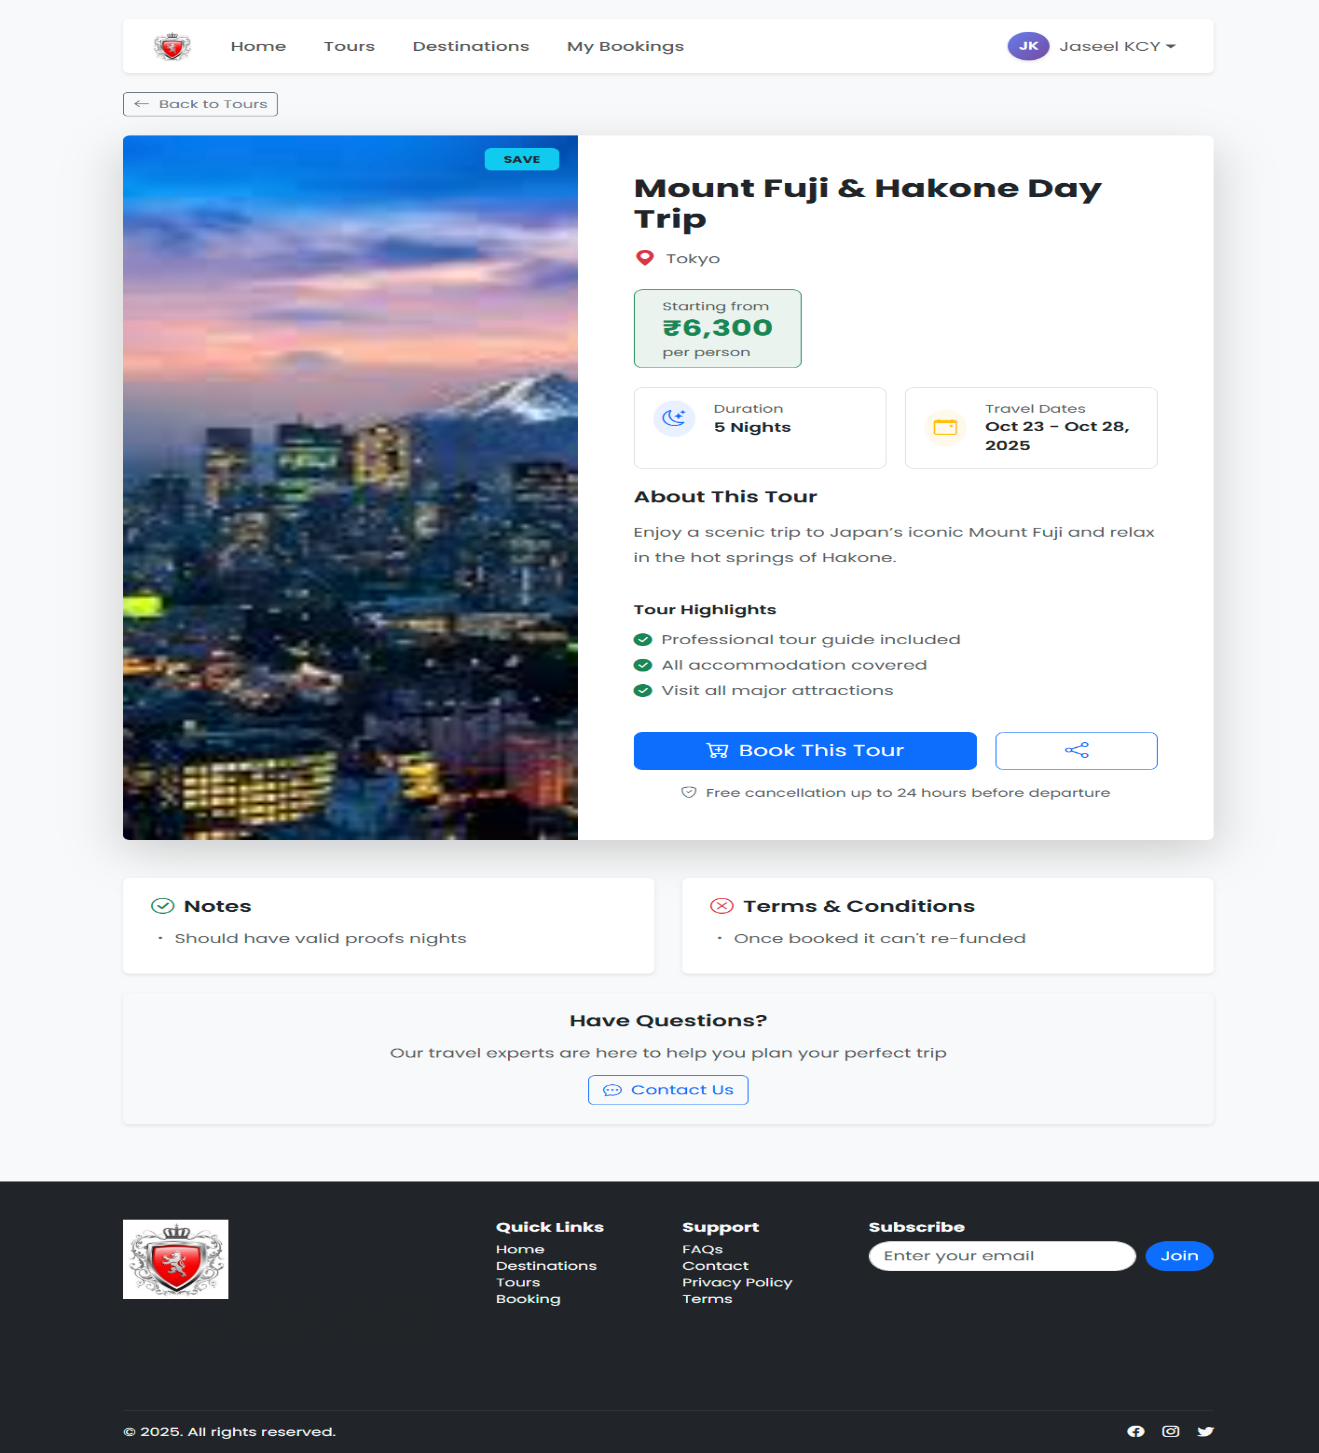 Home Tours Destinations My Bookings JK Jaseel KCY
Back to Tours
SAVE
Mount Fuji & Hakone Day
Trip
Tokyo
Starting from
₹6,300
per person
Duration
5 Nights
Travel Dates
Oct 23 - Oct 28,
2025
About This Tour
Enjoy a scenic trip to Japan’s iconic Mount Fuji and relax
in the hot springs of Hakone.
Tour Highlights
Professional tour guide included
All accommodation covered
Visit all major attractions
Book This Tour
Free cancellation up to 24 hours before departure
Notes
• Should have valid proofs nights
Terms & Conditions
• Once booked it can't re-funded
Have Questions?
Our travel experts are here to help you plan your perfect trip
Contact Us
Quick Links
Home
Destinations
Tours
Booking
Support
FAQs
Contact
Privacy Policy
Terms
Subscribe
Enter your email Join
© 2025. All rights reserved.